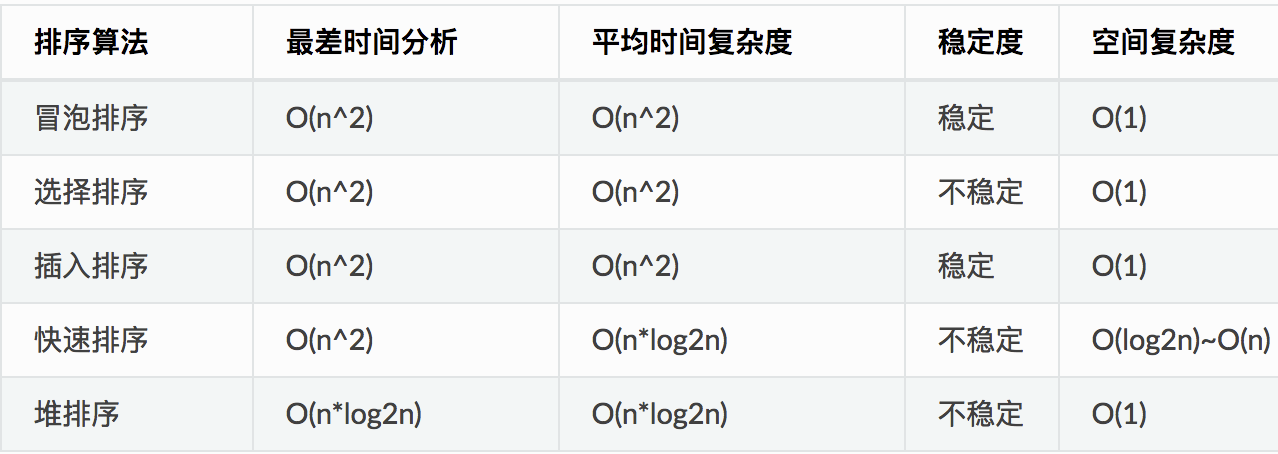 排序算法 最差时间分析 平均时间复杂度 稳定度 空间复杂度
冒泡排序 O(n^2) O(n^2) 稳定 O(1)
选择排序 O(n^2) O(n^2) 不稳定 O(1)
插入排序 O(n^2) O(n^2) 稳定 O(1)
快速排序 O(n^2) O(n*log2n) 不稳定 O(log2n)~O(n)
堆排序 O(n*log2n) O(n*log2n) 不稳定 O(1)